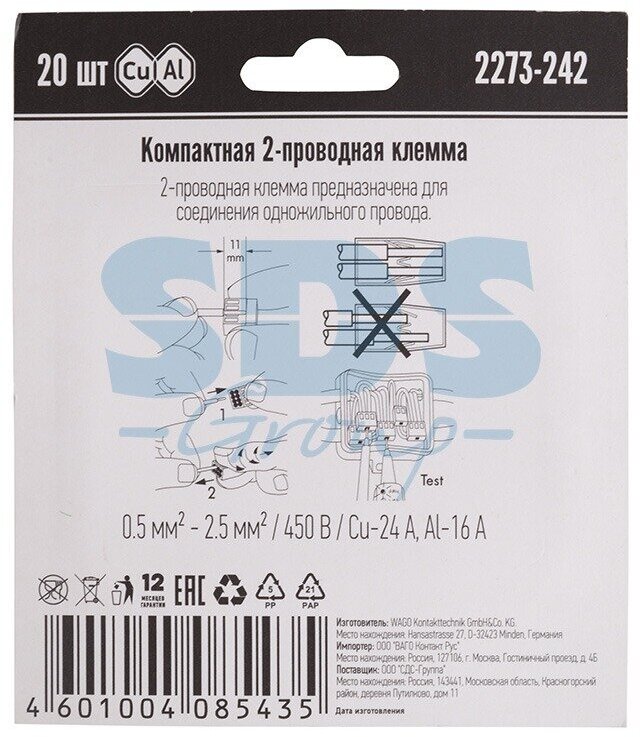 20 шт Cu Al 2273-242
Компактная 2-проводная клемма
2-проводная клемма предназначена для
соединения одножильного провода.
11
mm
SDS
Group
1
2
Test
0.5 мм² - 2.5 мм² / 450 В / Cu-24 А, Al-16 А
12
МЕСЯЦЕВ
ГАРАНТИИ
EAC
5
PP
21
PAP
Изготовитель: WAGO Kontakttechnik GmbH&Co. KG.
Место нахождения: Hansastrasse 27, D-32423 Minden, Германия
Импортер: ООО "ВАГО Контакт Рус"
Место нахождения: Россия, 127106, г. Москва, Гостиничный проезд, д. 4Б
Поставщик: ООО "СДС-Группа"
Место нахождения: Россия, 143441, Московская область, Красногорский
район, деревня Путилково, дом 11
Дата изготовления
4 601004 085435